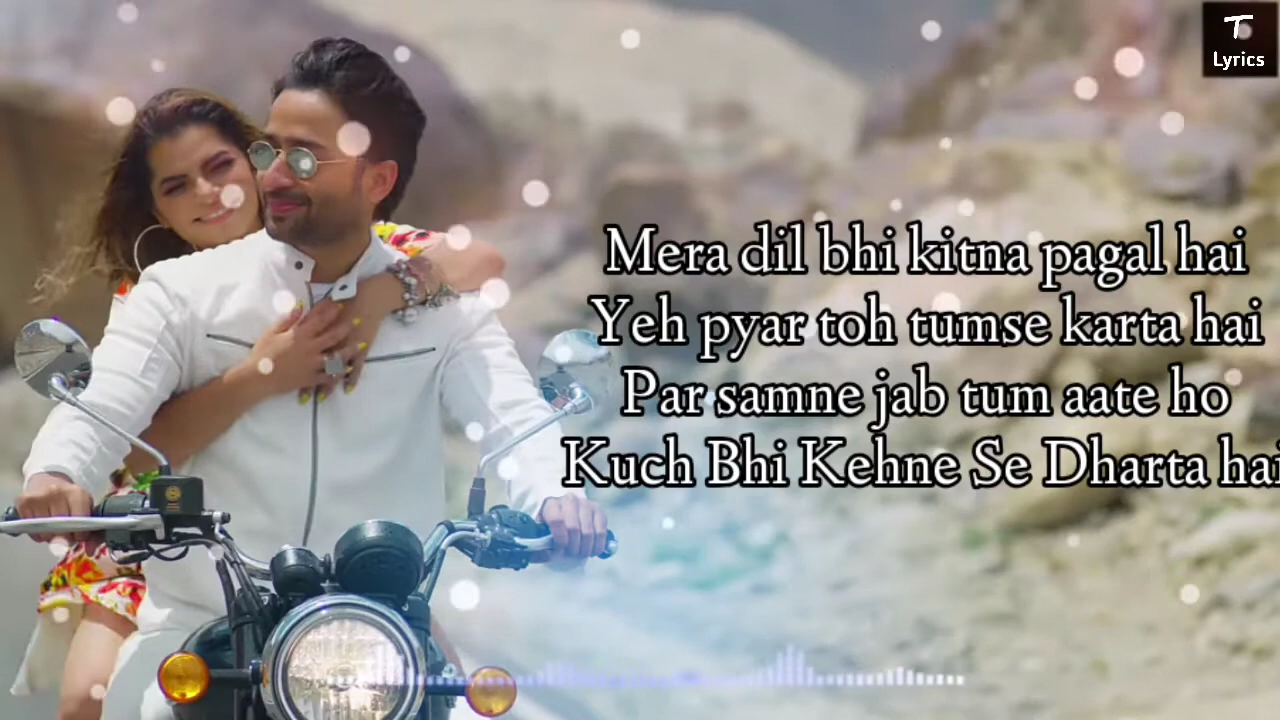 T
Lyrics
Mera dil bhi kitna pagal hai
Yeh pyar toh tumse karta hai
Par samne jab tum aate ho
Kuch Bhi Kehne Se Dharta hai